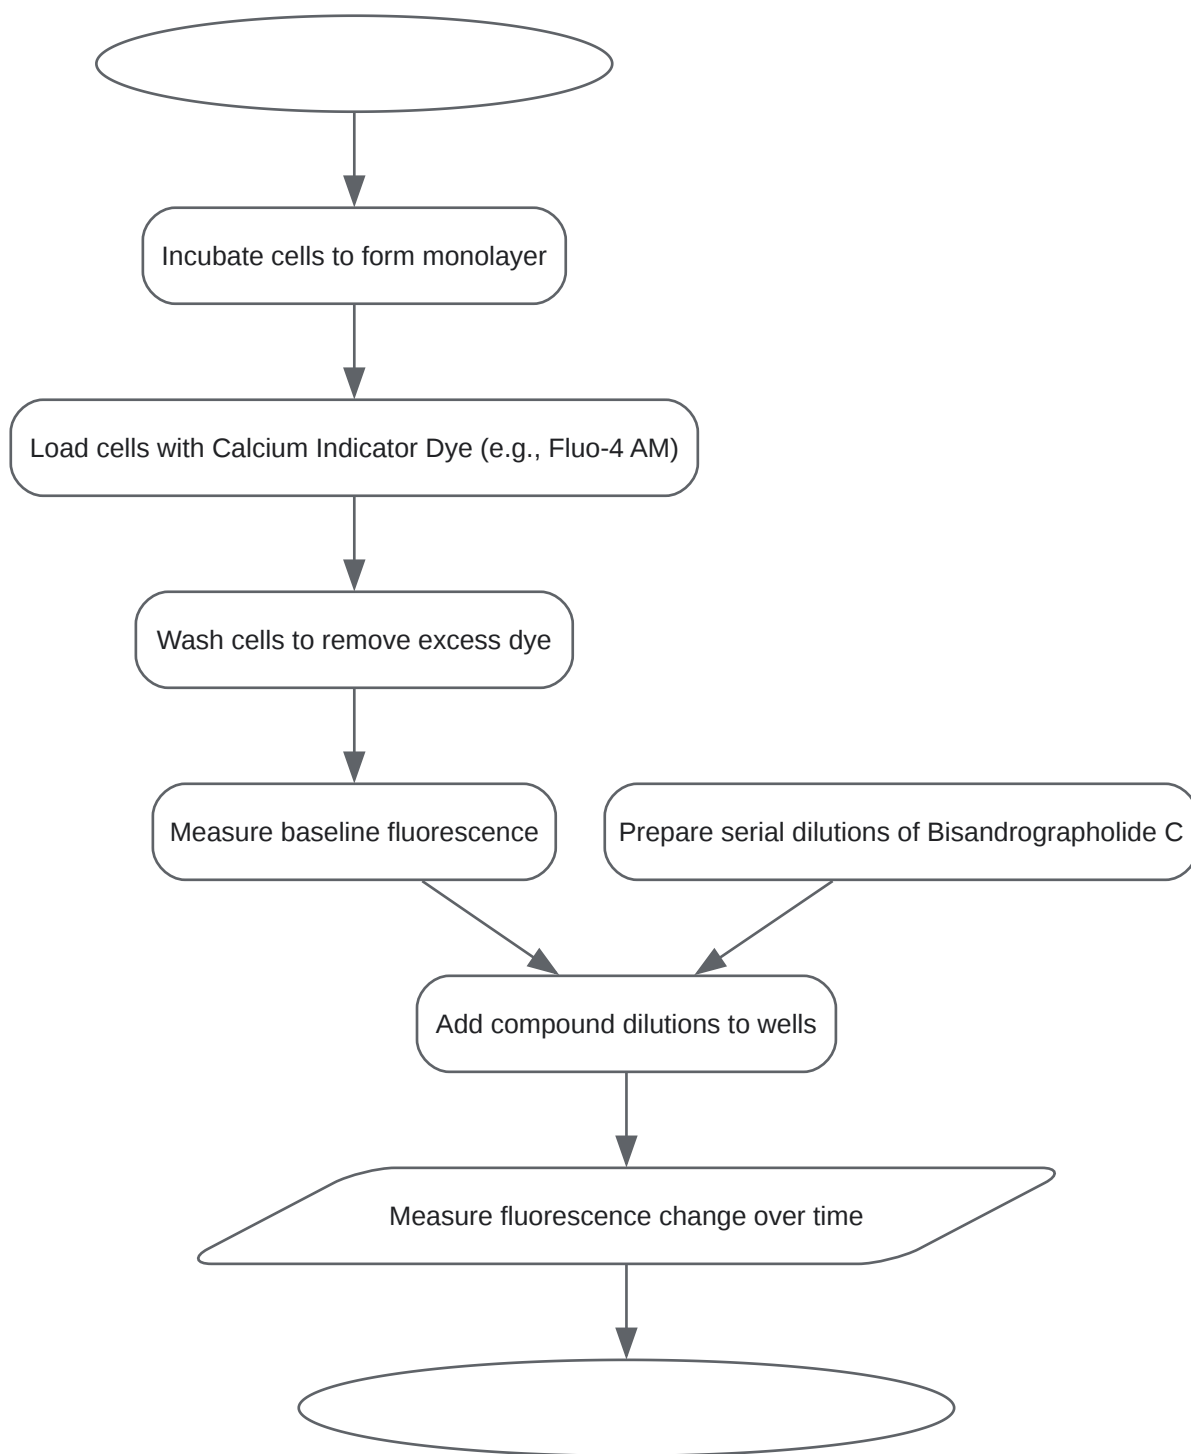 Incubate cells to form monolayer
Load cells with Calcium Indicator Dye (e.g., Fluo-4 AM)
Wash cells to remove excess dye
Measure baseline fluorescence
Prepare serial dilutions of Bisandrographolide C
Add compound dilutions to wells
Measure fluorescence change over time